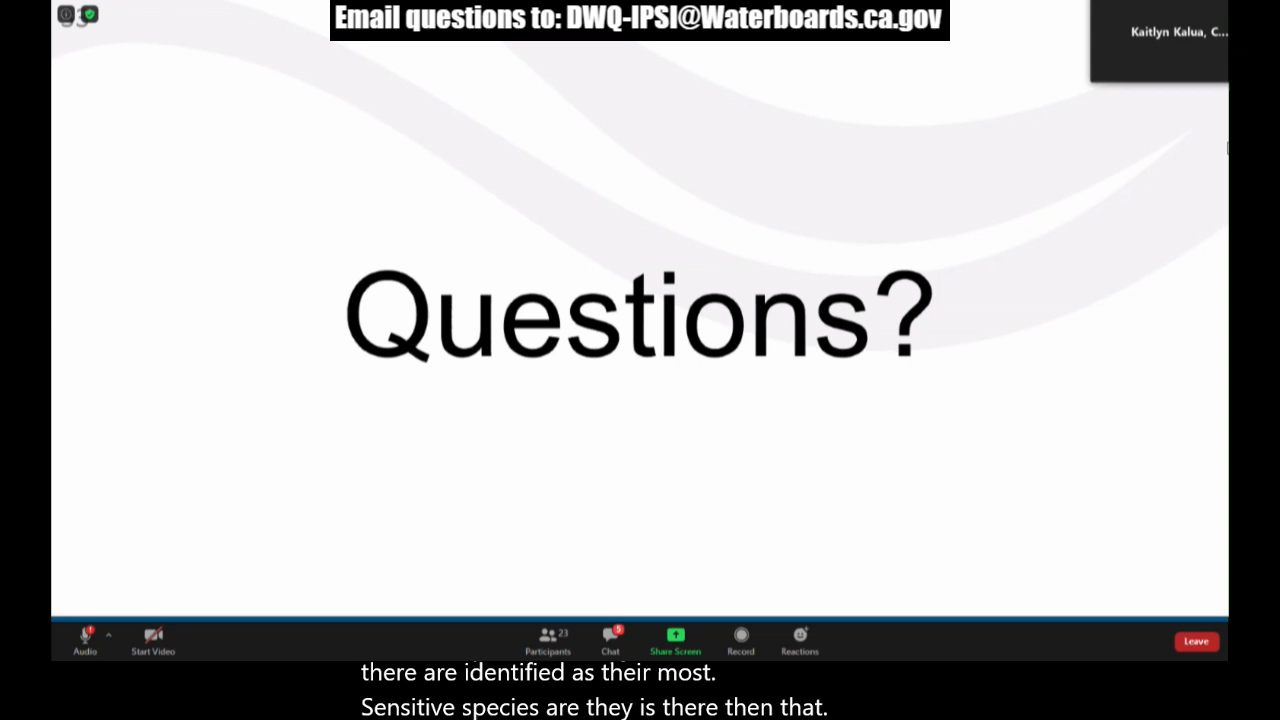 Email questions to: DWQ-IPSI@Waterboards.ca.gov
Kaitlyn Kalua, C...
Questions?
23
5
Audio
Start Video
Participants
Chat
Share Screen
Record
Reactions
Leave
there are identified as their most.
Sensitive species are they is there then that.